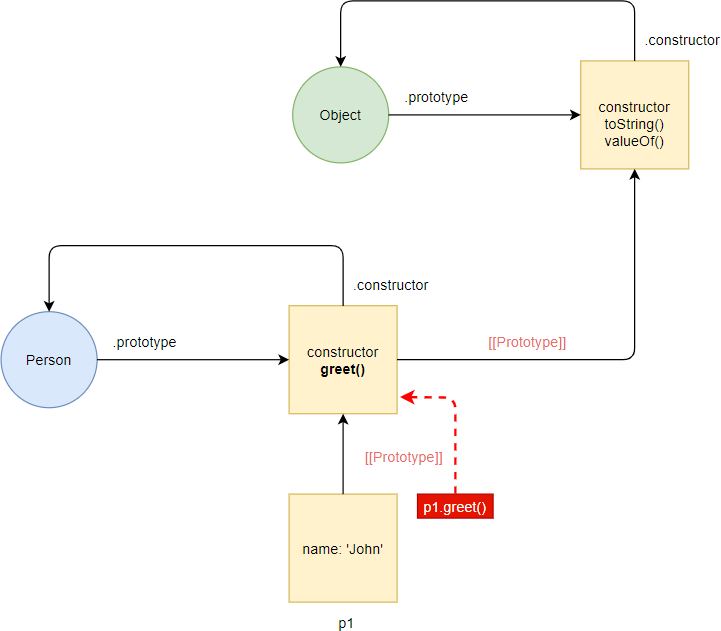 .constructor
Object
.prototype
constructor
toString()
valueOf()
.constructor
Person
.prototype
constructor
greet()
[[Prototype]]
[[Prototype]]
p1.greet()
name: 'John'
p1